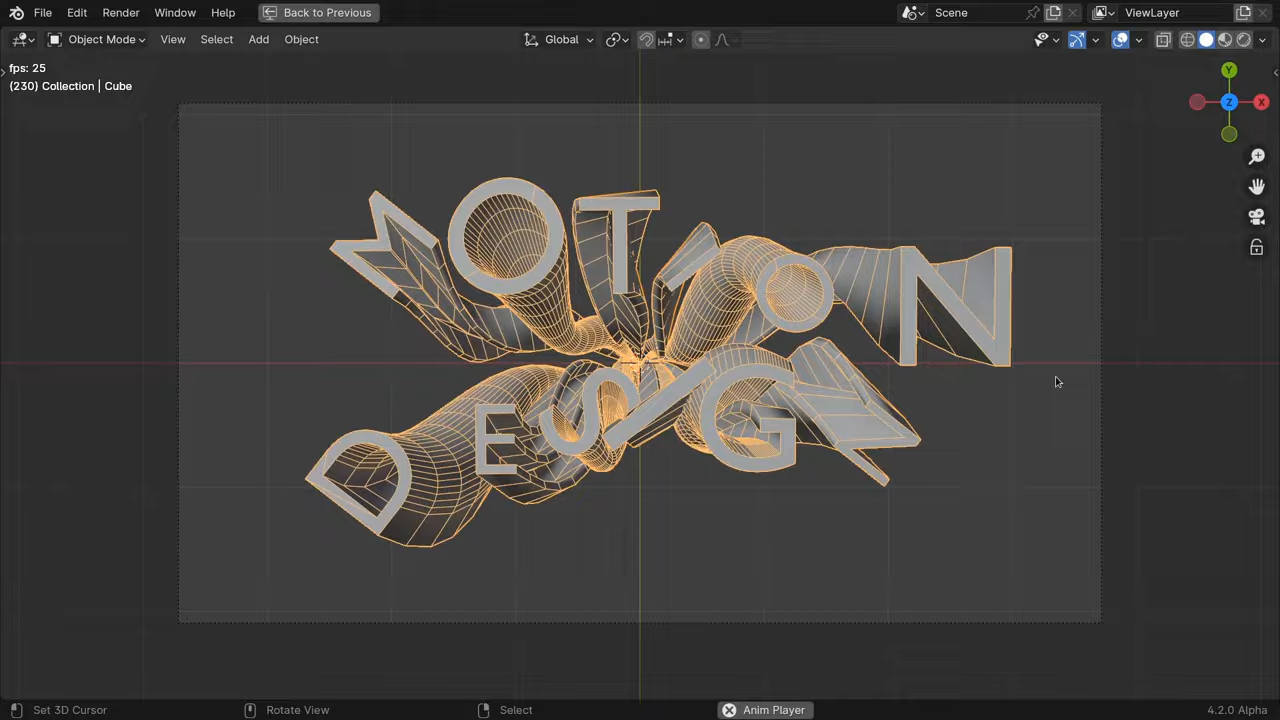 File Edit Render Window Help Back to Previous Scene ViewLayer
Object Mode View Select Add Object Global
fps: 25
(230) Collection | Cube
Y
Z X
MOTION
DESIGN
Set 3D Cursor Rotate View Select Anim Player 4.2.0 Alpha